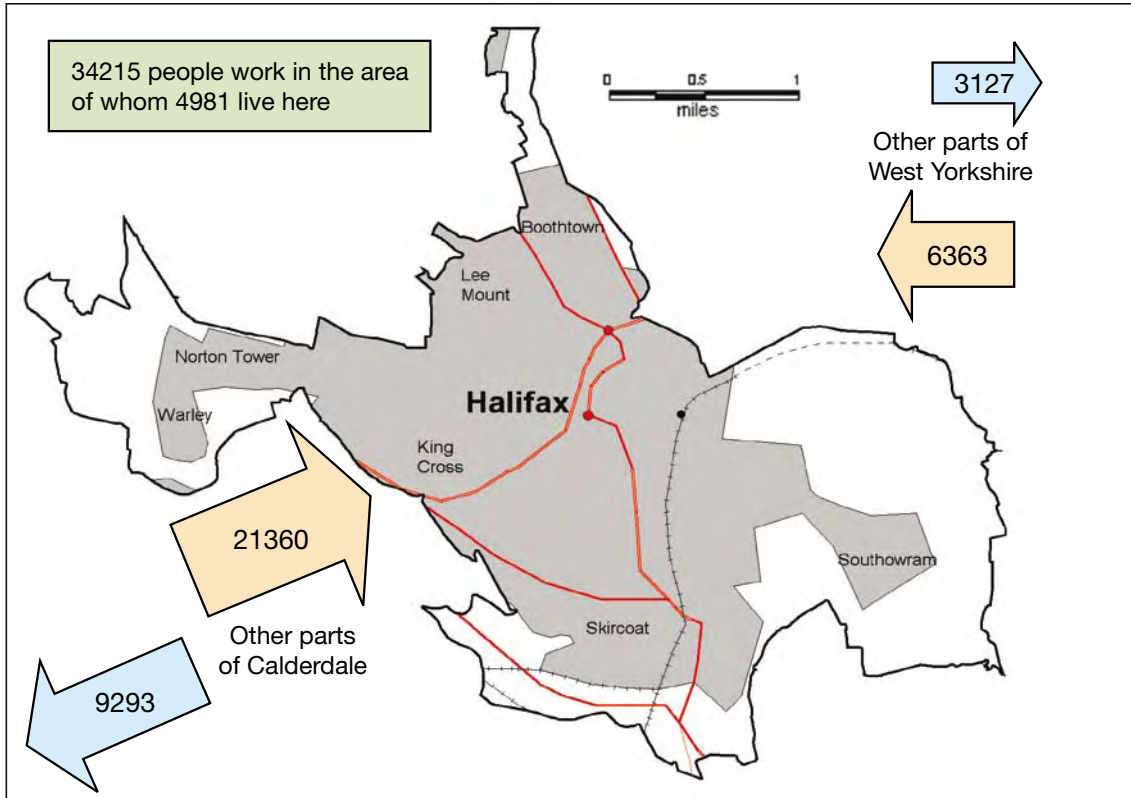 34215 people work in the area
of whom 4981 live here
0 0.5 1
miles
3127
Other parts of
West Yorkshire
6363
Boothtown
Lee
Mount
Norton Tower
Warley
Halifax
King
Cross
21360
Southowram
Skircoat
Other parts
of Calderdale
9293